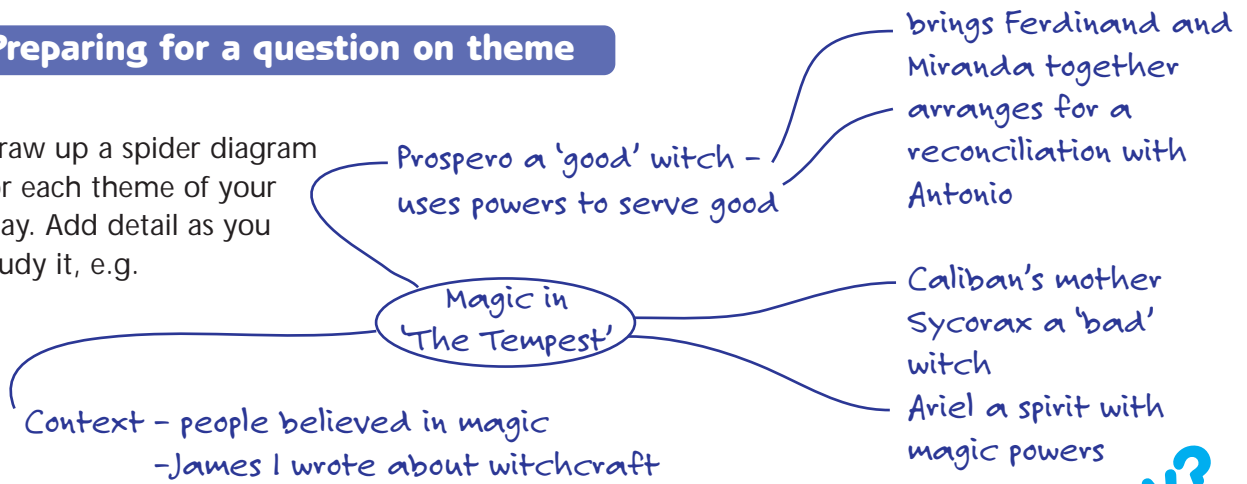 Preparing for a question on theme
raw up a spider diagram
r each theme of your
ay. Add detail as you
udy it, e.g.
Prospero a 'good' witch –
uses powers to serve good
brings Ferdinand and
Miranda together
arranges for a
reconciliation with
Antonio
Magic in
'The Tempest'
Caliban's mother
Sycorax a 'bad'
witch
Ariel a spirit with
magic powers
Context – people believed in magic
–James I wrote about witchcraft
?